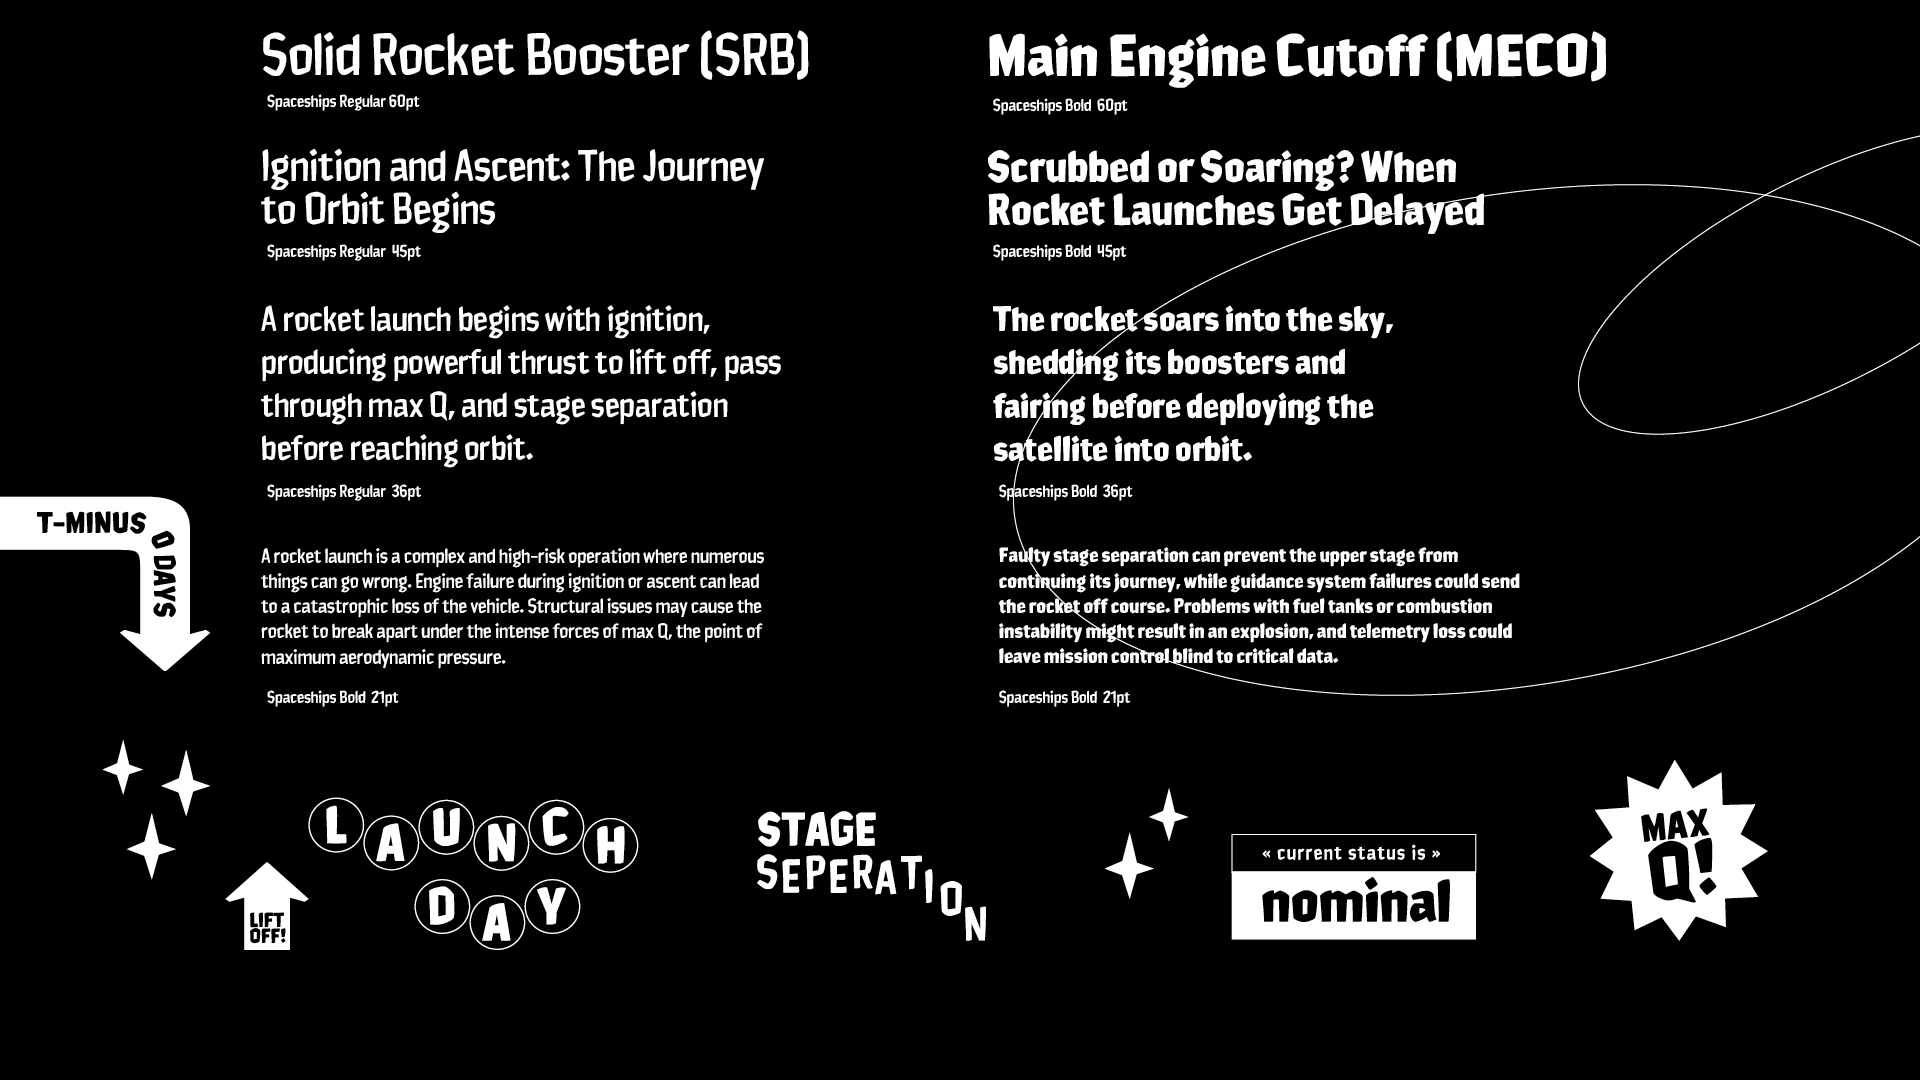 Solid Rocket Booster (SRB)
Spaceships Regular 60pt
Ignition and Ascent: The Journey
to Orbit Begins
Spaceships Regular 45pt
A rocket launch begins with ignition,
producing powerful thrust to lift off, pass
through max Q, and stage separation
before reaching orbit.
Spaceships Regular 36pt
A rocket launch is a complex and high-risk operation where numerous
things can go wrong. Engine failure during ignition or ascent can lead
to a catastrophic loss of the vehicle. Structural issues may cause the
rocket to break apart under the intense forces of max Q, the point of
maximum aerodynamic pressure.
Spaceships Bold 21pt
Main Engine Cutoff (MECO)
Spaceships Bold 60pt
Scrubbed or Soaring? When
Rocket Launches Get Delayed
Spaceships Bold 45pt
The rocket soars into the sky,
shedding its boosters and
fairing before deploying the
satellite into orbit.
Spaceships Bold 36pt
Faulty stage separation can prevent the upper stage from
continuing its journey, while guidance system failures could send
the rocket off course. Problems with fuel tanks or combustion
instability might result in an explosion, and telemetry loss could
leave mission control blind to critical data.
Spaceships Bold 21pt
T-MINUS 0 DAYS
LIFT
OFF!
LAUNCH
DAY
STAGE
SEPERATION
« current status is »
nominal
MAX
Q!